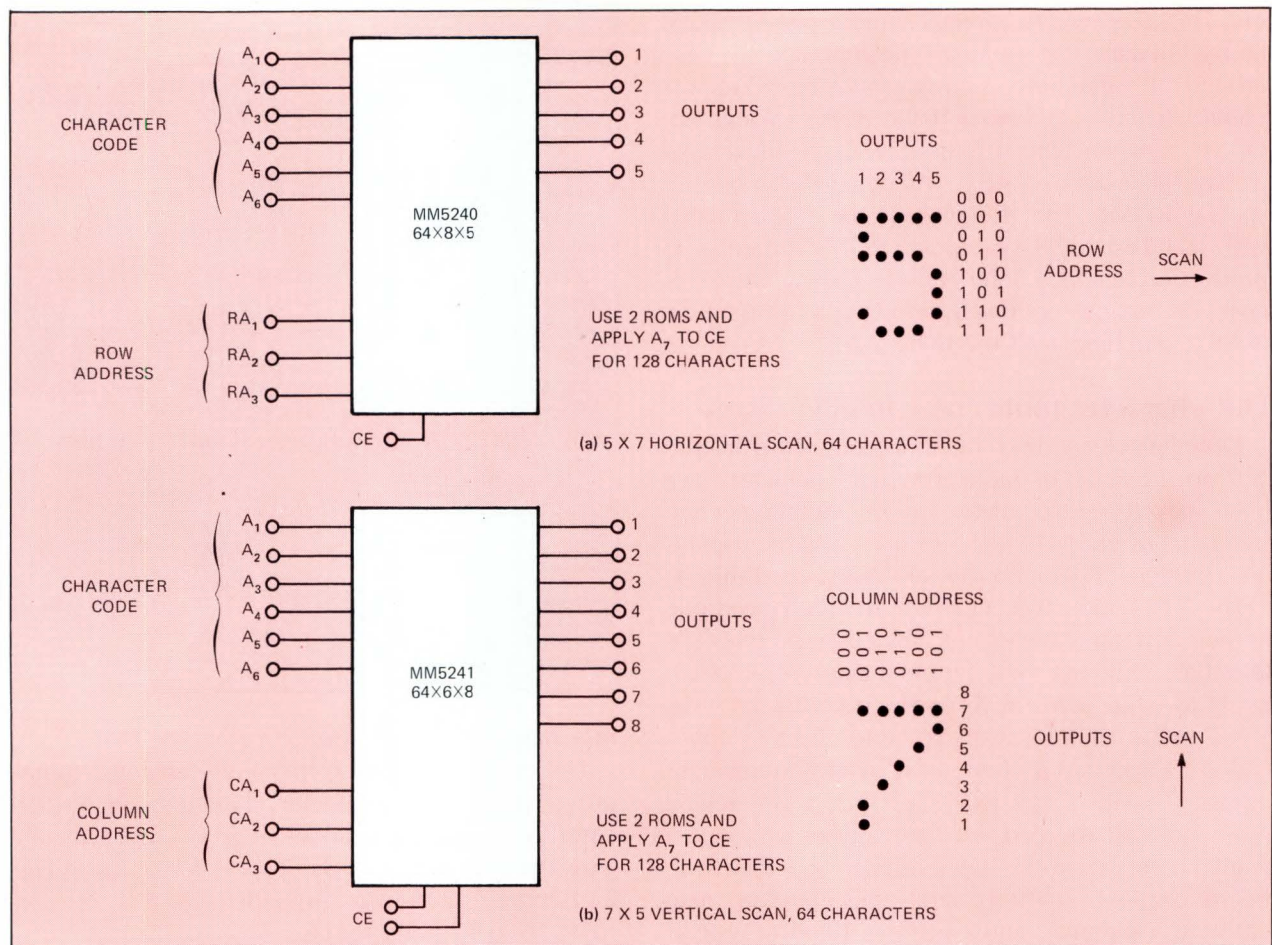 A₁
A₂
A₃
A₄
A₅
A₆
CHARACTER
CODE
MM5240
64X8X5
1
2
3
4
5
OUTPUTS
RA₁
RA₂
RA₃
ROW
ADDRESS
CE
USE 2 ROMS AND
APPLY A₇ TO CE
FOR 128 CHARACTERS
OUTPUTS
1 2 3 4 5
0 0 0
0 0 1
0 1 0
0 1 1
1 0 0
1 0 1
1 1 0
1 1 1
ROW
ADDRESS
SCAN
(a) 5 X 7 HORIZONTAL SCAN, 64 CHARACTERS
A₁
A₂
A₃
A₄
A₅
A₆
CHARACTER
CODE
MM5241
64X6X8
1
2
3
4
5
6
7
8
OUTPUTS
CA₁
CA₂
CA₃
COLUMN
ADDRESS
CE
USE 2 ROMS AND
APPLY A₇ TO CE
FOR 128 CHARACTERS
COLUMN ADDRESS
0 1 0 1 0 1
0 0 1 1 0 0
0 0 0 0 1 1
8
7
6
5
4
3
2
1
OUTPUTS
SCAN
(b) 7 X 5 VERTICAL SCAN, 64 CHARACTERS